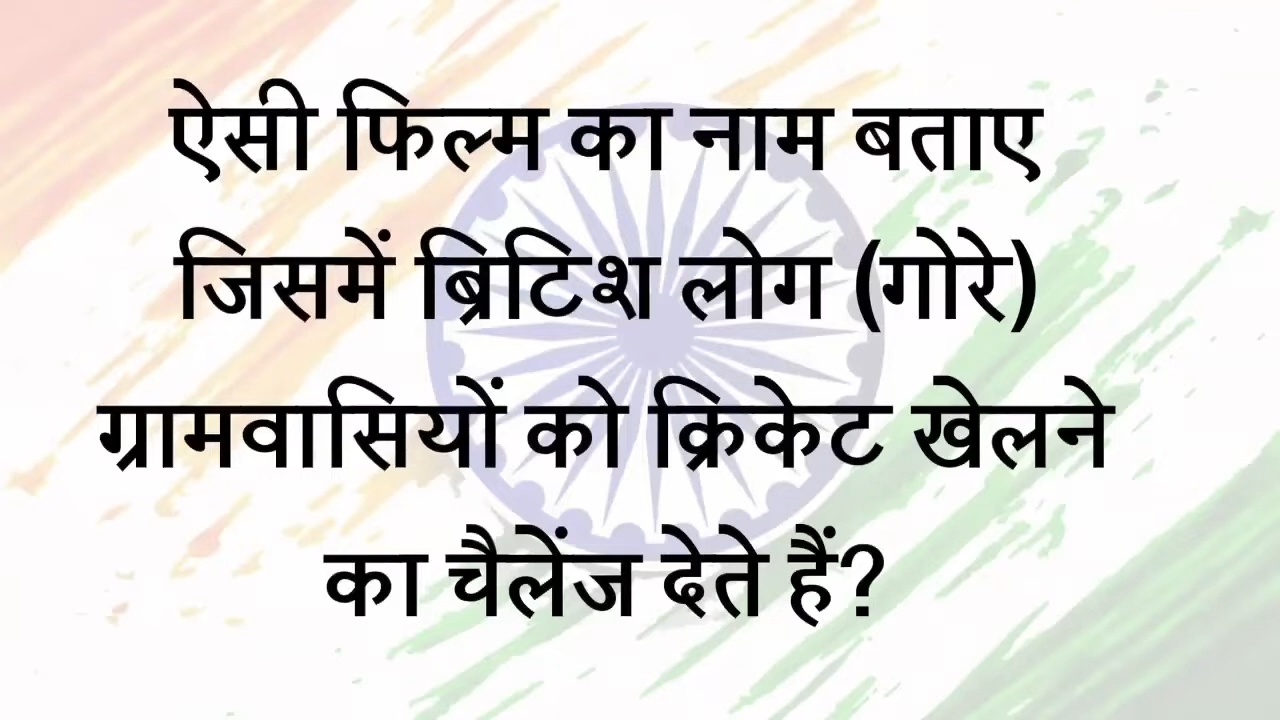 ऐसी फिल्म का नाम बताए
जिसमें ब्रिटिश लोग (गोरे)
ग्रामवासियों को क्रिकेट खेलने
का चैलेंज देते हैं?